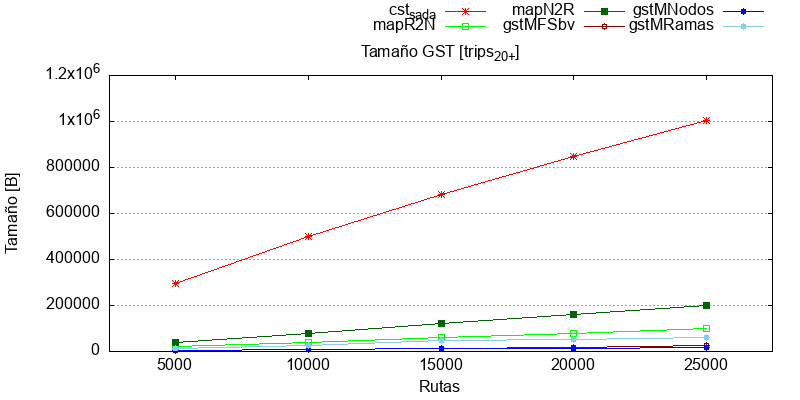 cst_sada mapN2R gstMNodos
mapR2N gstMFSbv gstMRamas
Tamaño GST [trips_20+]
1.2x10^6
1x10^6
800000
600000
400000
200000
0
Tamaño [B]
5000 10000 15000 20000 25000
Rutas